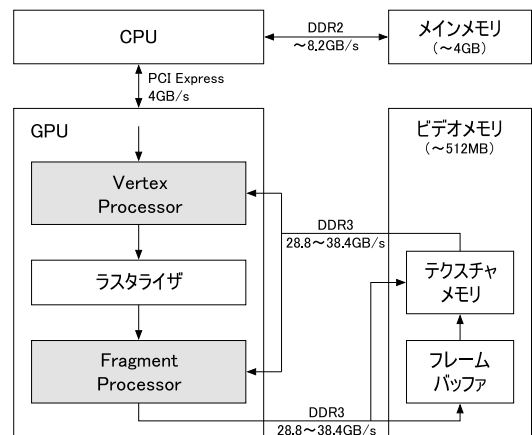 CPU
DDR2
～8.2GB/s
メインメモリ
(～4GB)
PCI Express
4GB/s
GPU
Vertex
Processor
ラスタライザ
Fragment
Processor
DDR3
28.8～38.4GB/s
ビデオメモリ
(～512MB)
テクスチャ
メモリ
フレーム
バッファ
DDR3
28.8～38.4GB/s